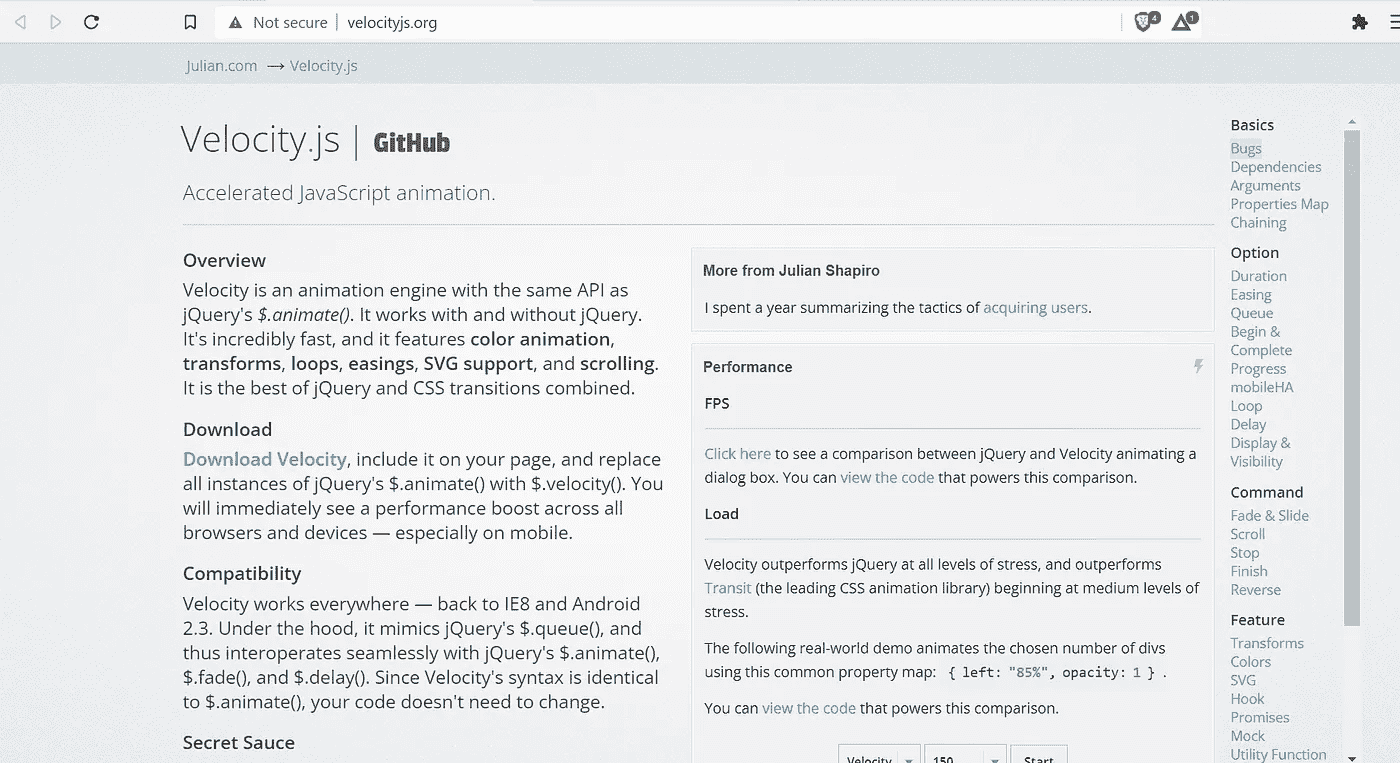 Not secure | velocityjs.org
4
1
Julian.com → Velocity.js
Velocity.js | GitHub
Accelerated JavaScript animation.
Overview
Velocity is an animation engine with the same API as
jQuery's $.animate(). It works with and without jQuery.
It's incredibly fast, and it features color animation,
transforms, loops, easings, SVG support, and scrolling.
It is the best of jQuery and CSS transitions combined.
Download
Download Velocity, include it on your page, and replace
all instances of jQuery's $.animate() with $.velocity(). You
will immediately see a performance boost across all
browsers and devices — especially on mobile.
Compatibility
Velocity works everywhere — back to IE8 and Android
2.3. Under the hood, it mimics jQuery's $.queue(), and
thus interoperates seamlessly with jQuery's $.animate(),
$.fade(), and $.delay(). Since Velocity's syntax is identical
to $.animate(), your code doesn't need to change.
Secret Sauce
More from Julian Shapiro
I spent a year summarizing the tactics of acquiring users.
Performance
FPS
Click here to see a comparison between jQuery and Velocity animating a
dialog box. You can view the code that powers this comparison.
Load
Velocity outperforms jQuery at all levels of stress, and outperforms
Transit (the leading CSS animation library) beginning at medium levels of
stress.
The following real-world demo animates the chosen number of divs
using this common property map: { left: "85%", opacity: 1 } .
You can view the code that powers this comparison.
Velocity 150 Start
Basics
Bugs
Dependencies
Arguments
Properties Map
Chaining
Option
Duration
Easing
Queue
Begin &
Complete
Progress
mobileHA
Loop
Delay
Display &
Visibility
Command
Fade & Slide
Scroll
Stop
Finish
Reverse
Feature
Transforms
Colors
SVG
Hook
Promises
Mock
Utility Function